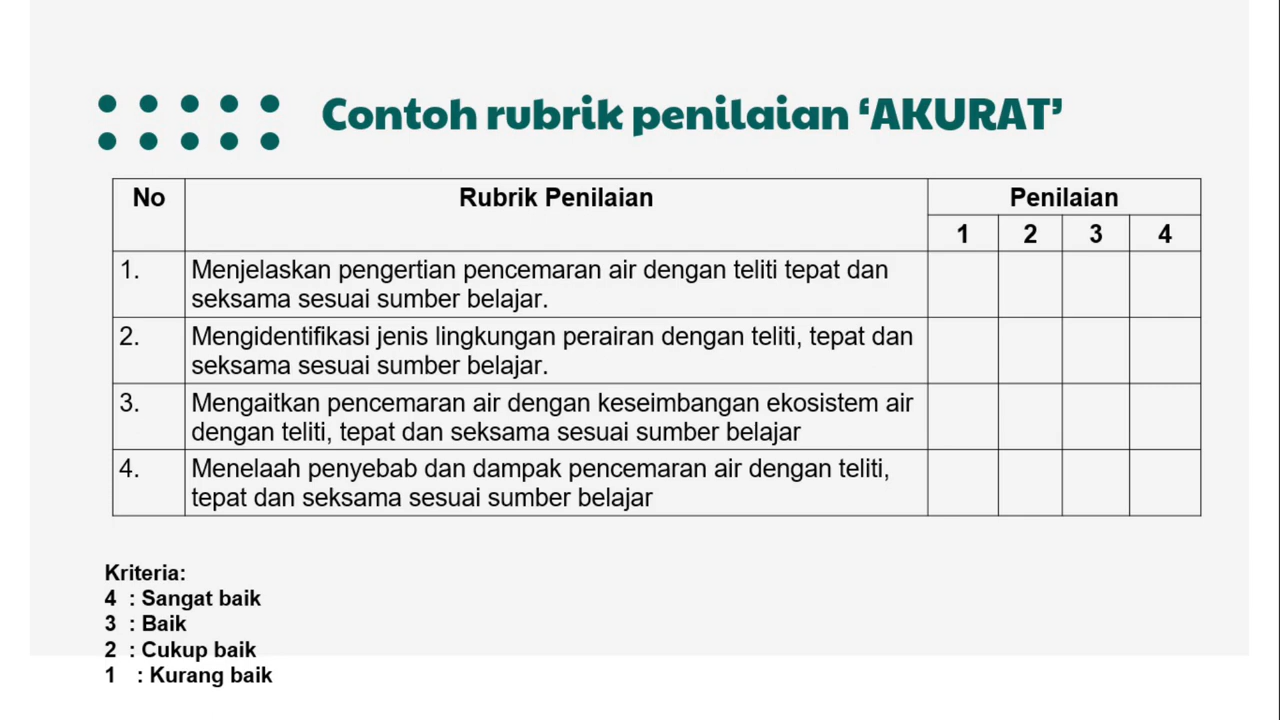 Contoh rubrik penilaian ‘AKURAT’
No Rubrik Penilaian Penilaian
1 2 3 4
1. Menjelaskan pengertian pencemaran air dengan teliti tepat dan
seksama sesuai sumber belajar.
2. Mengidentifikasi jenis lingkungan perairan dengan teliti, tepat dan
seksama sesuai sumber belajar.
3. Mengaitkan pencemaran air dengan keseimbangan ekosistem air
dengan teliti, tepat dan seksama sesuai sumber belajar
4. Menelaah penyebab dan dampak pencemaran air dengan teliti,
tepat dan seksama sesuai sumber belajar
Kriteria:
4 : Sangat baik
3 : Baik
2 : Cukup baik
1 : Kurang baik